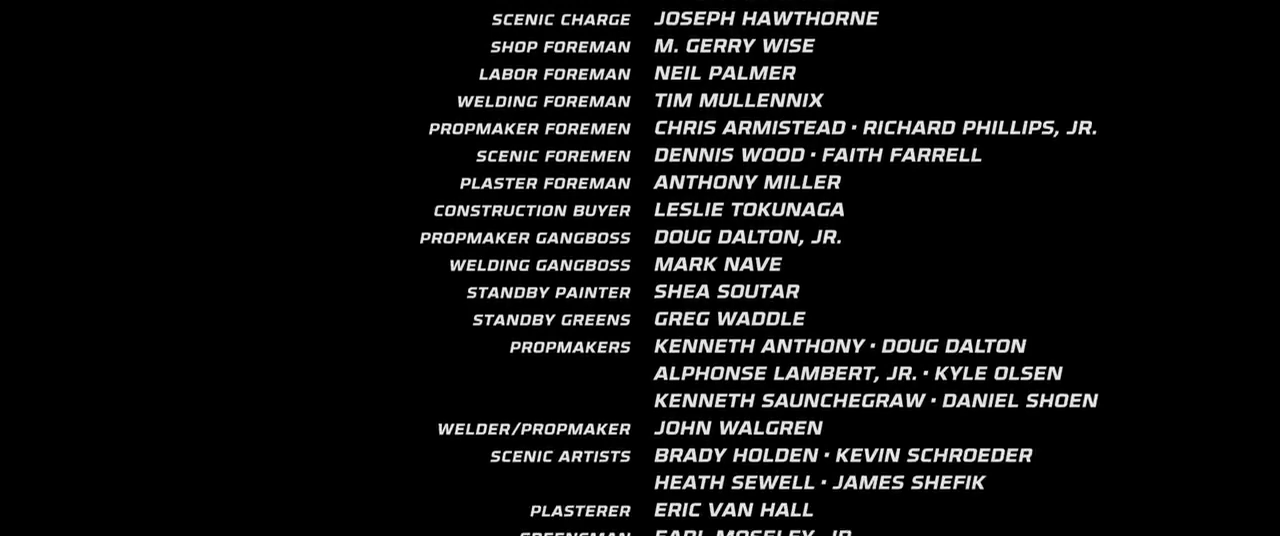 SCENIC CHARGE JOSEPH HAWTHORNE
SHOP FOREMAN M. GERRY WISE
LABOR FOREMAN NEIL PALMER
WELDING FOREMAN TIM MULLENNIX
PROPMAKER FOREMEN CHRIS ARMISTEAD · RICHARD PHILLIPS, JR.
SCENIC FOREMEN DENNIS WOOD · FAITH FARRELL
PLASTER FOREMAN ANTHONY MILLER
CONSTRUCTION BUYER LESLIE TOKUNAGA
PROPMAKER GANGBOSS DOUG DALTON, JR.
WELDING GANGBOSS MARK NAVE
STANDBY PAINTER SHEA SOUTAR
STANDBY GREENS GREG WADDLE
PROPMAKERS KENNETH ANTHONY · DOUG DALTON
ALPHONSE LAMBERT, JR. · KYLE OLSEN
KENNETH SAUNCHEGRAW · DANIEL SHOEN
WELDER/PROPMAKER JOHN WALGREN
SCENIC ARTISTS BRADY HOLDEN · KEVIN SCHROEDER
HEATH SEWELL · JAMES SHEFIK
PLASTERER ERIC VAN HALL
GREENSMAN EARL MOSELEY, JR.